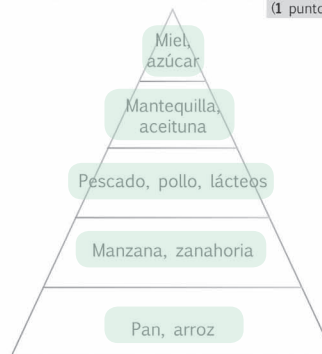 (1 punto
Miel,
azúcar
Mantequilla,
aceituna
Pescado, pollo, lácteos
Manzana, zanahoria
Pan, arroz